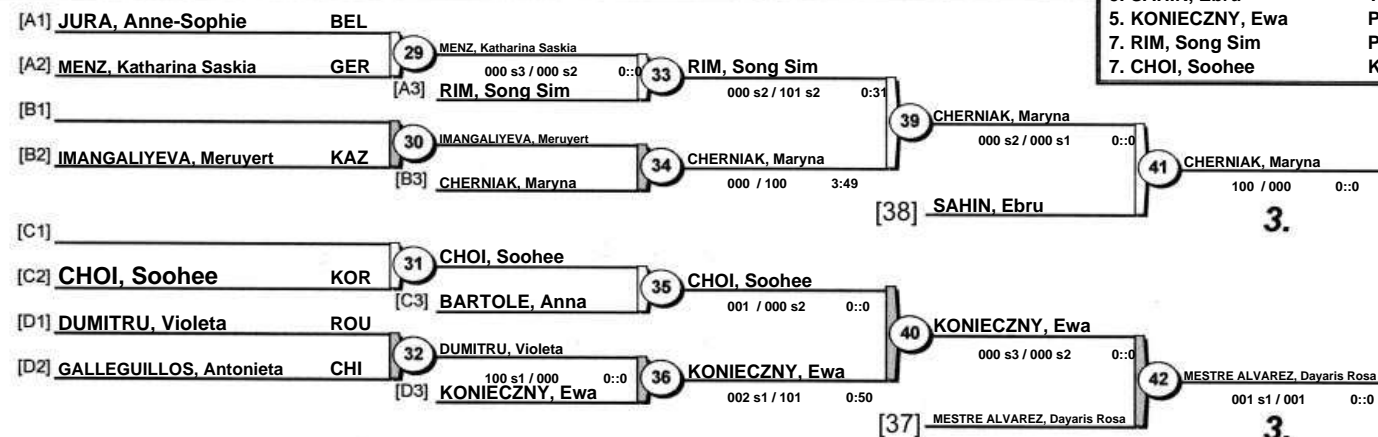 5. KONIECZNY, Ewa P
7. RIM, Song Sim P
7. CHOI, Soohee K
[A1] JURA, Anne-Sophie BEL
[A2] MENZ, Katharina Saskia GER
29 MENZ, Katharina Saskia
000 s3 / 000 s2 0::0
[A3] RIM, Song Sim
33 RIM, Song Sim
000 s2 / 101 s2 0:31
[B1]
[B2] IMANGALIYEVA, Meruyert KAZ
30 IMANGALIYEVA, Meruyert
[B3] CHERNIAK, Maryna
34 CHERNIAK, Maryna
000 / 100 3:49
39 CHERNIAK, Maryna
000 s2 / 000 s1 0::0
[38] SAHIN, Ebru
41 CHERNIAK, Maryna
100 / 000 0::0
3.
[C1]
[C2] CHOI, Soohee KOR
31 CHOI, Soohee
[C3] BARTOLE, Anna
35 CHOI, Soohee
001 / 000 s2 0::0
[D1] DUMITRU, Violeta ROU
[D2] GALLEGUILLOS, Antonieta CHI
32 DUMITRU, Violeta
100 s1 / 000 0::0
[D3] KONIECZNY, Ewa
36 KONIECZNY, Ewa
002 s1 / 101 0:50
40 KONIECZNY, Ewa
000 s3 / 000 s2 0::0
[37] MESTRE ALVAREZ, Dayaris Rosa
42 MESTRE ALVAREZ, Dayaris Rosa
001 s1 / 001 0::0
3.